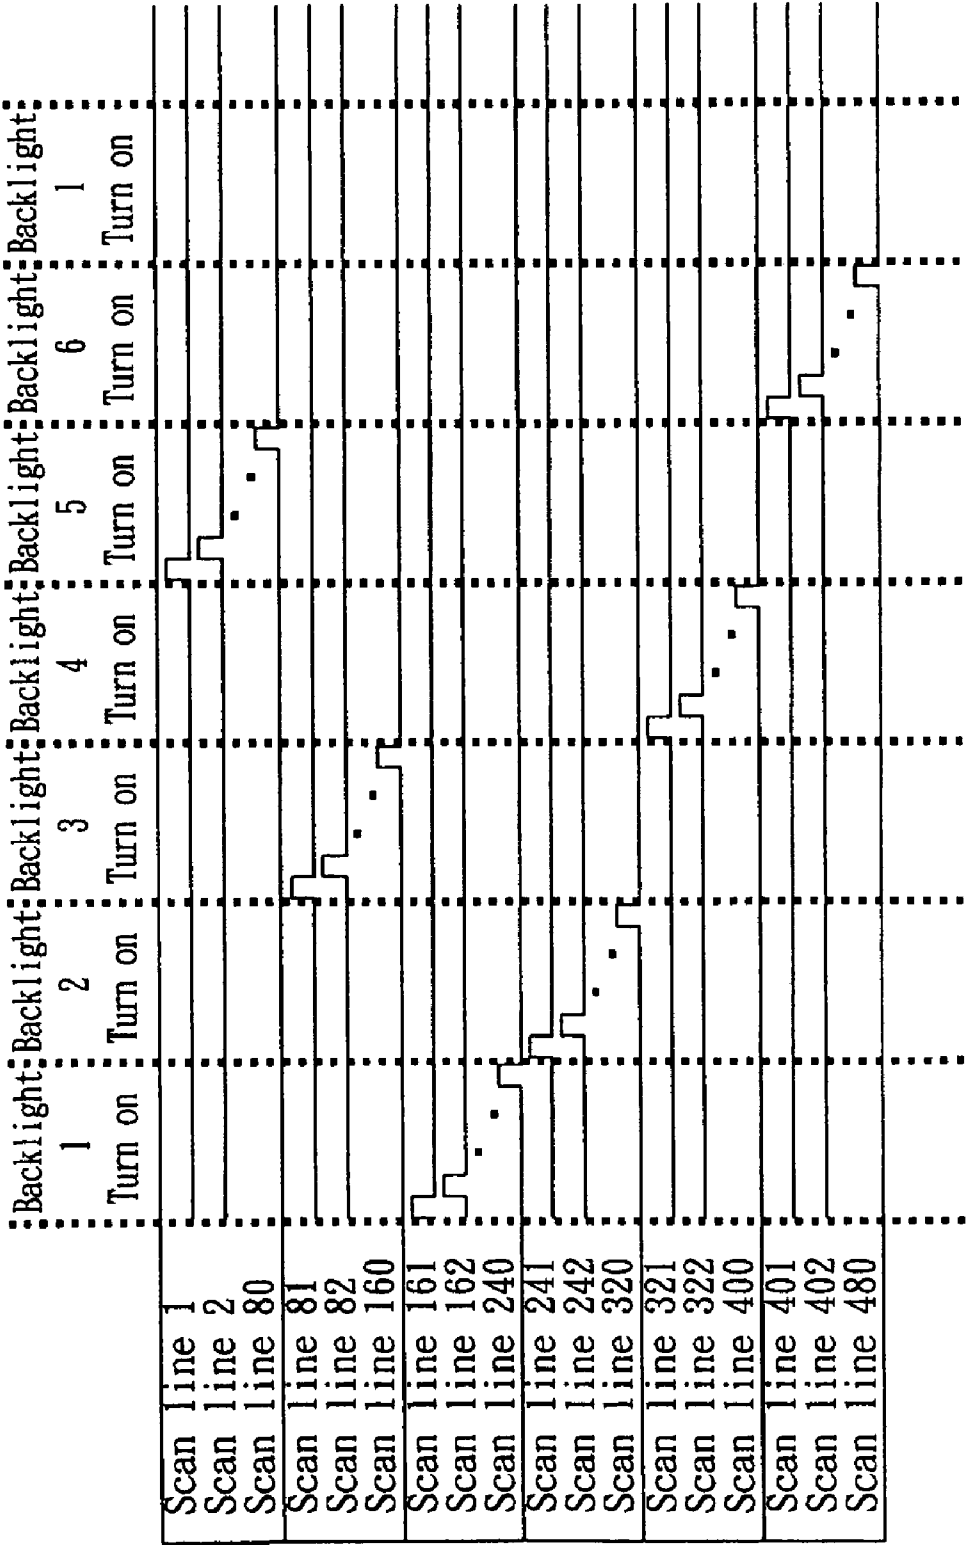 Backlight Backlight Backlight Backlight Backlight Backlight Backlight
1 2 3 4 5 6 1
Turn on Turn on Turn on Turn on Turn on Turn on Turn on
Scan line 1
Scan line 2
Scan line 80
Scan line 81
Scan line 82
Scan line 160
Scan line 161
Scan line 162
Scan line 240
Scan line 241
Scan line 242
Scan line 320
Scan line 321
Scan line 322
Scan line 400
Scan line 401
Scan line 402
Scan line 480